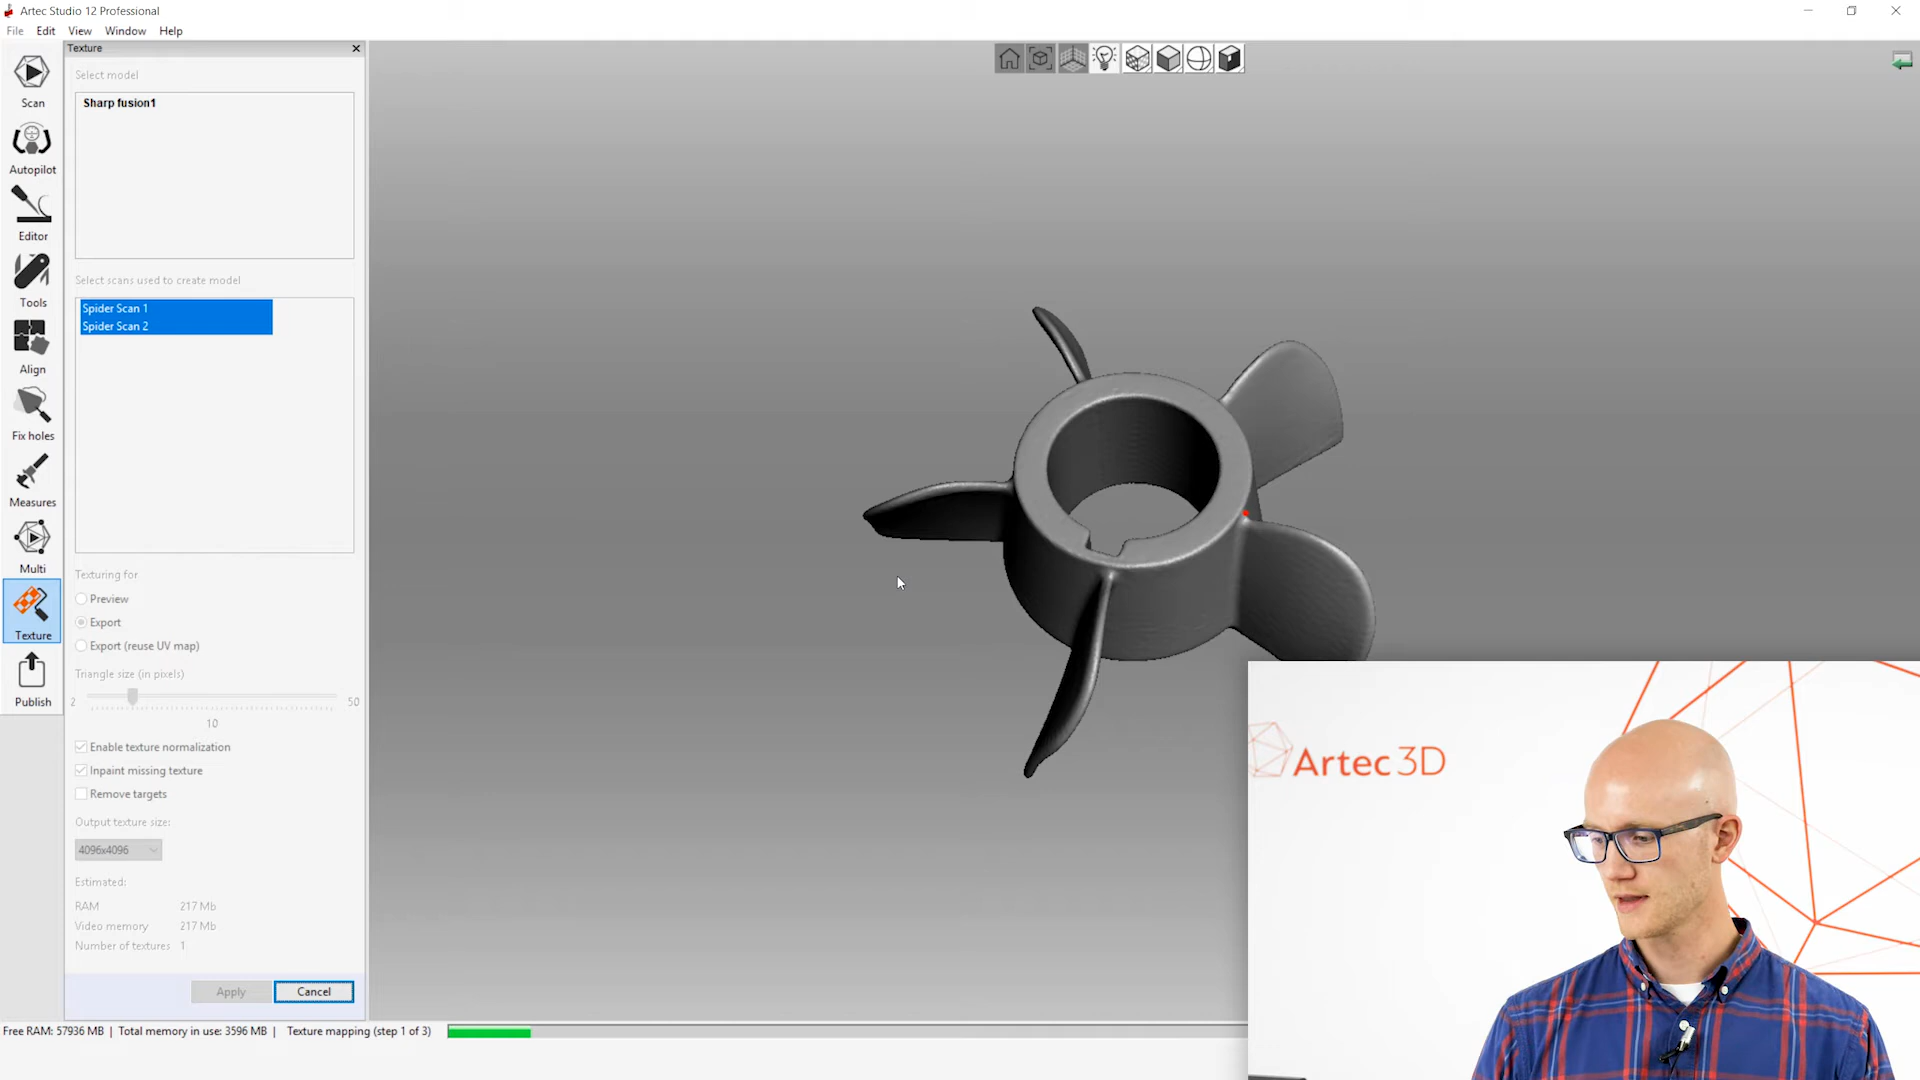 Artec Studio 12 Professional
File Edit View Window Help
Texture
Select model
Sharp fusion1
Select scans used to create model
Spider Scan 1
Spider Scan 2
Scan
Autopilot
Editor
Tools
Align
Fix holes
Measures
Multi
Texture
Publish
Texturing for
Preview
Export
Export (reuse UV map)
Triangle size (in pixels)
2 50
10
Enable texture normalization
Inpaint missing texture
Remove targets
Output texture size:
4096x4096
Estimated:
RAM 217 Mb
Video memory 217 Mb
Number of textures 1
Apply Cancel
Free RAM: 57936 MB | Total memory in use: 3596 MB | Texture mapping (step 1 of 3)
Artec 3D